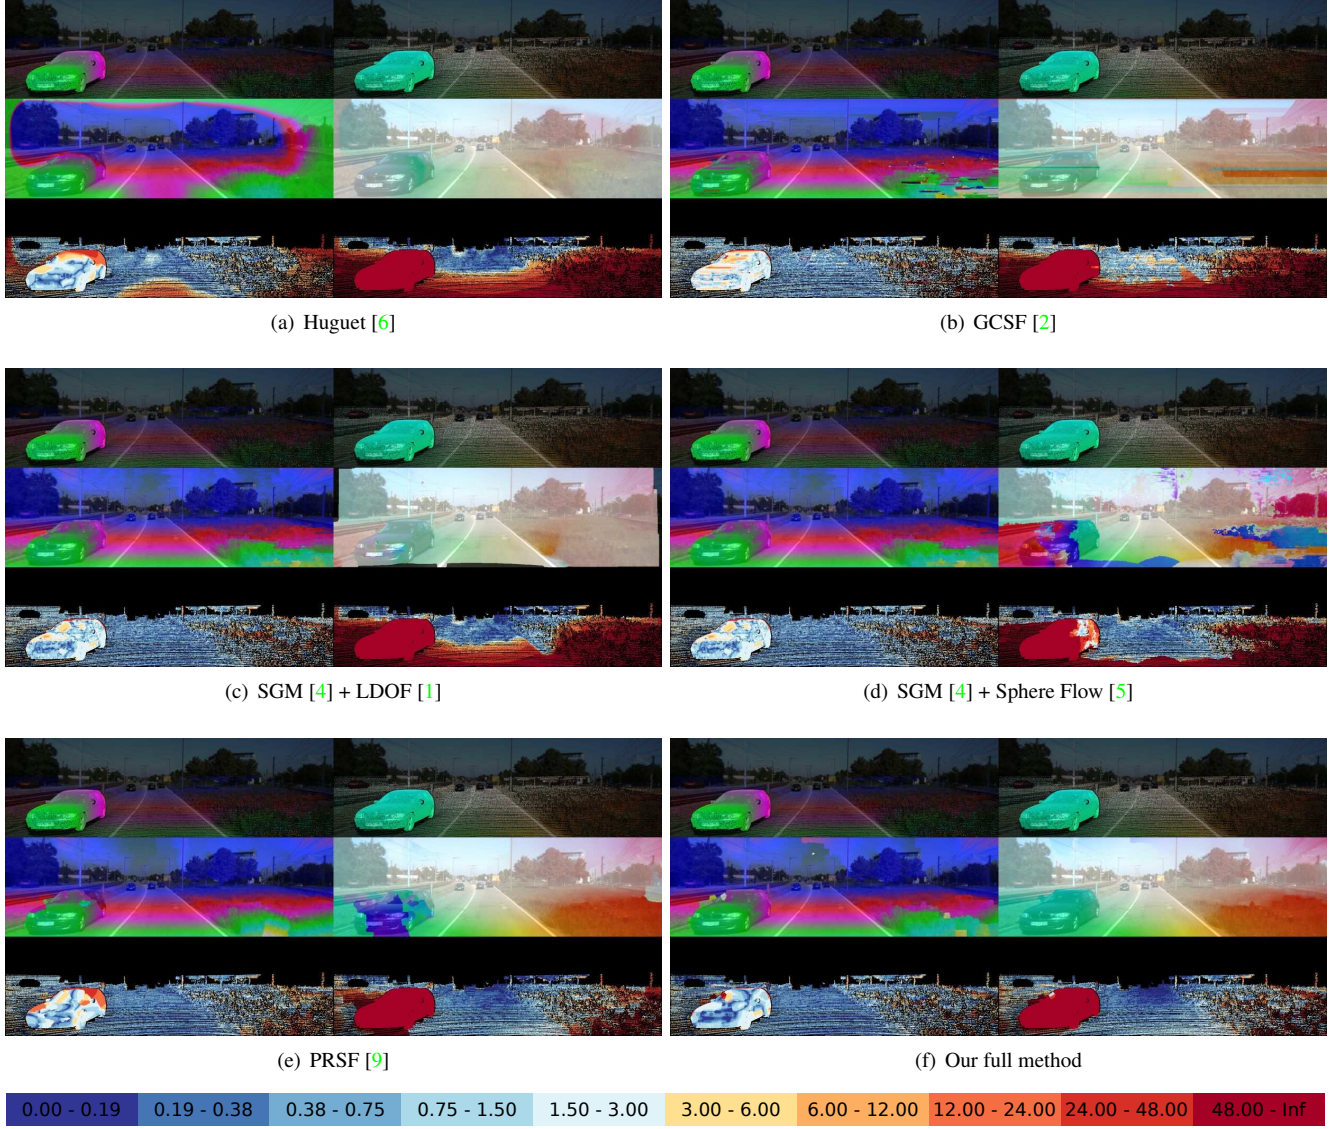 (a) Huguet [6]
(b) GCSF [2]
(c) SGM [4] + LDOF [1]
(d) SGM [4] + Sphere Flow [5]
(e) PRSF [9]
(f) Our full method
0.00 - 0.19 0.19 - 0.38 0.38 - 0.75 0.75 - 1.50 1.50 - 3.00 3.00 - 6.00 6.00 - 12.00 12.00 - 24.00 24.00 - 48.00 48.00 - Inf